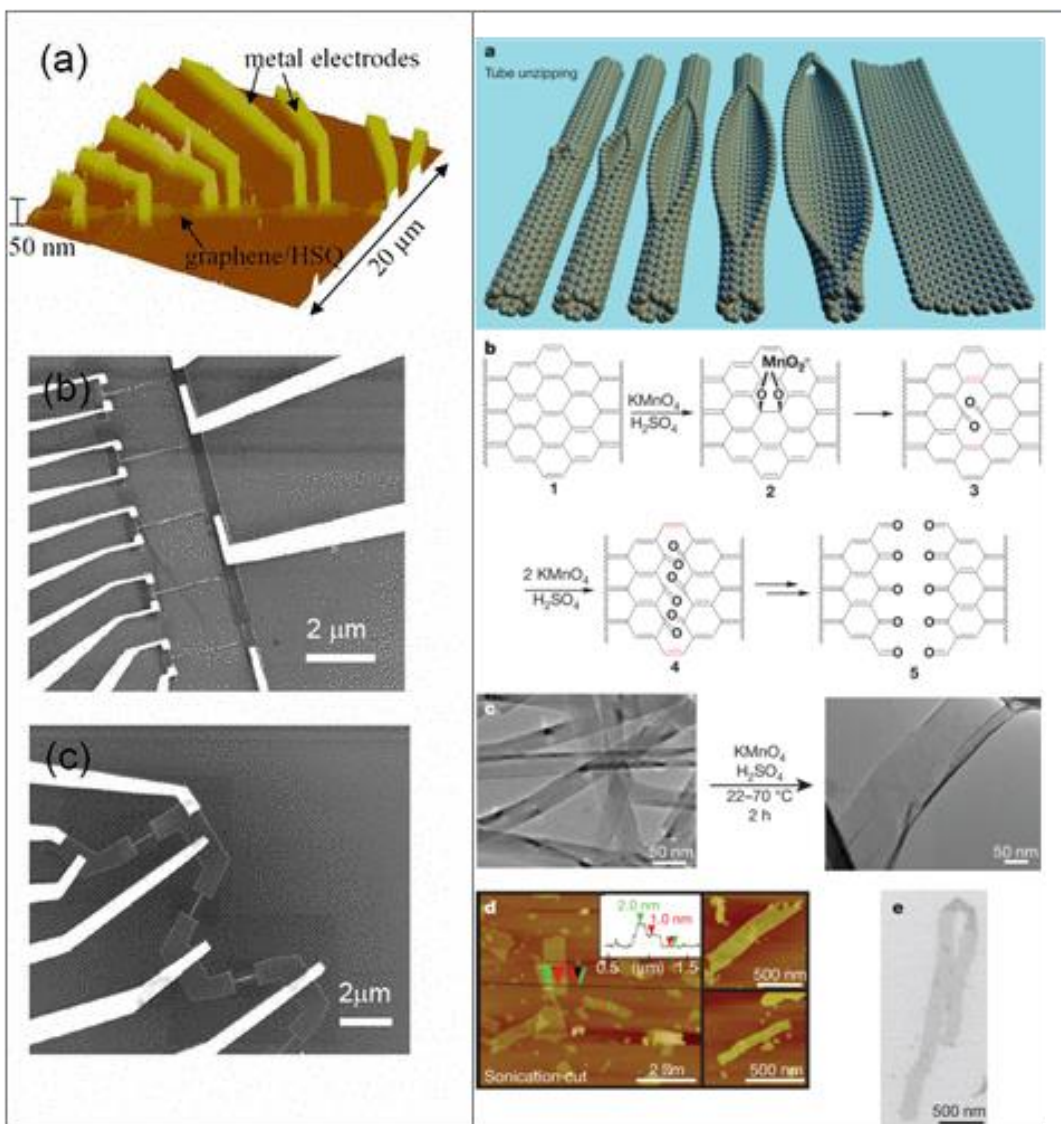 (a)
metal electrodes
50 nm
graphene/HSQ
20 μm
(b)
2 μm
(c)
2μm
a
Tube unzipping
b
KMnO₄
H₂SO₄
MnO₂⁻
O O
O
O
1
2
3
2 KMnO₄
H₂SO₄
O
O
O
O
O
O
O O
O O
O O
O O
O O
4
5
c
50 nm
KMnO₄
H₂SO₄
22–70 °C
2 h
50 nm
d
2.0 nm
1.0 nm
0.5 (μm) 1.5
500 nm
Sonication-cut
500 nm
e
500 nm